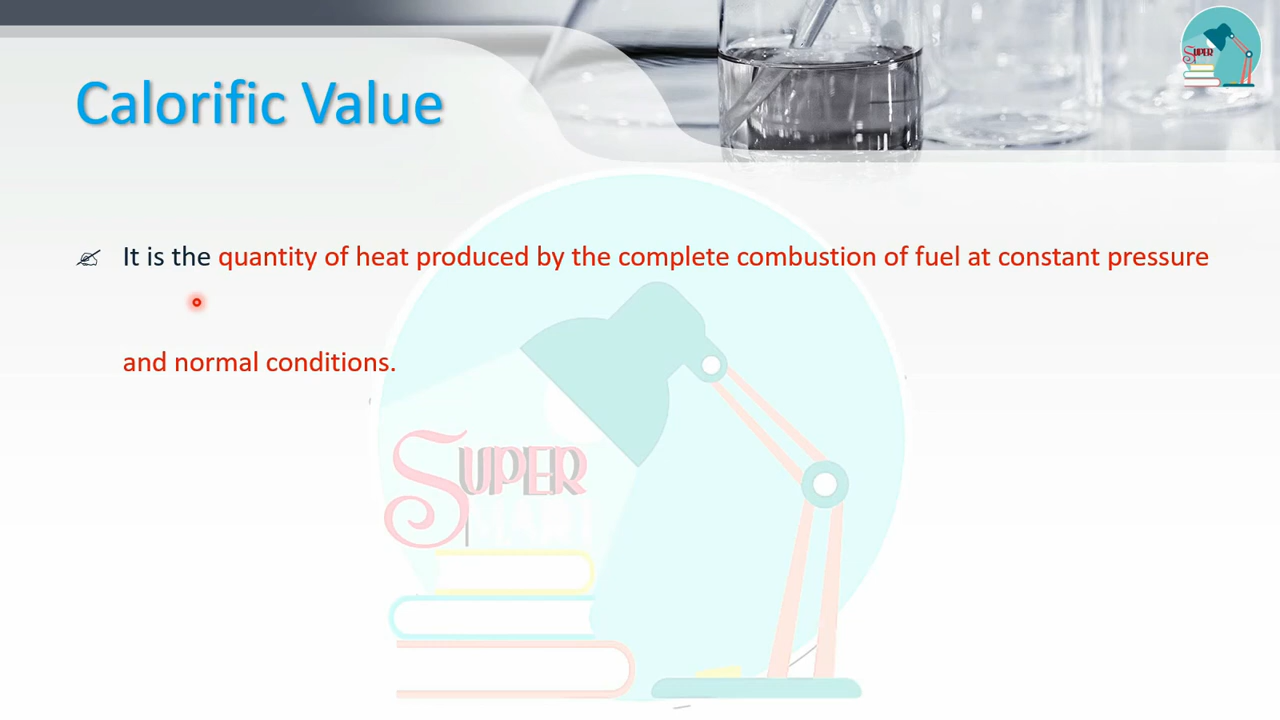 SUPER
Calorific Value
It is the quantity of heat produced by the complete combustion of fuel at constant pressure
and normal conditions.
SUPER